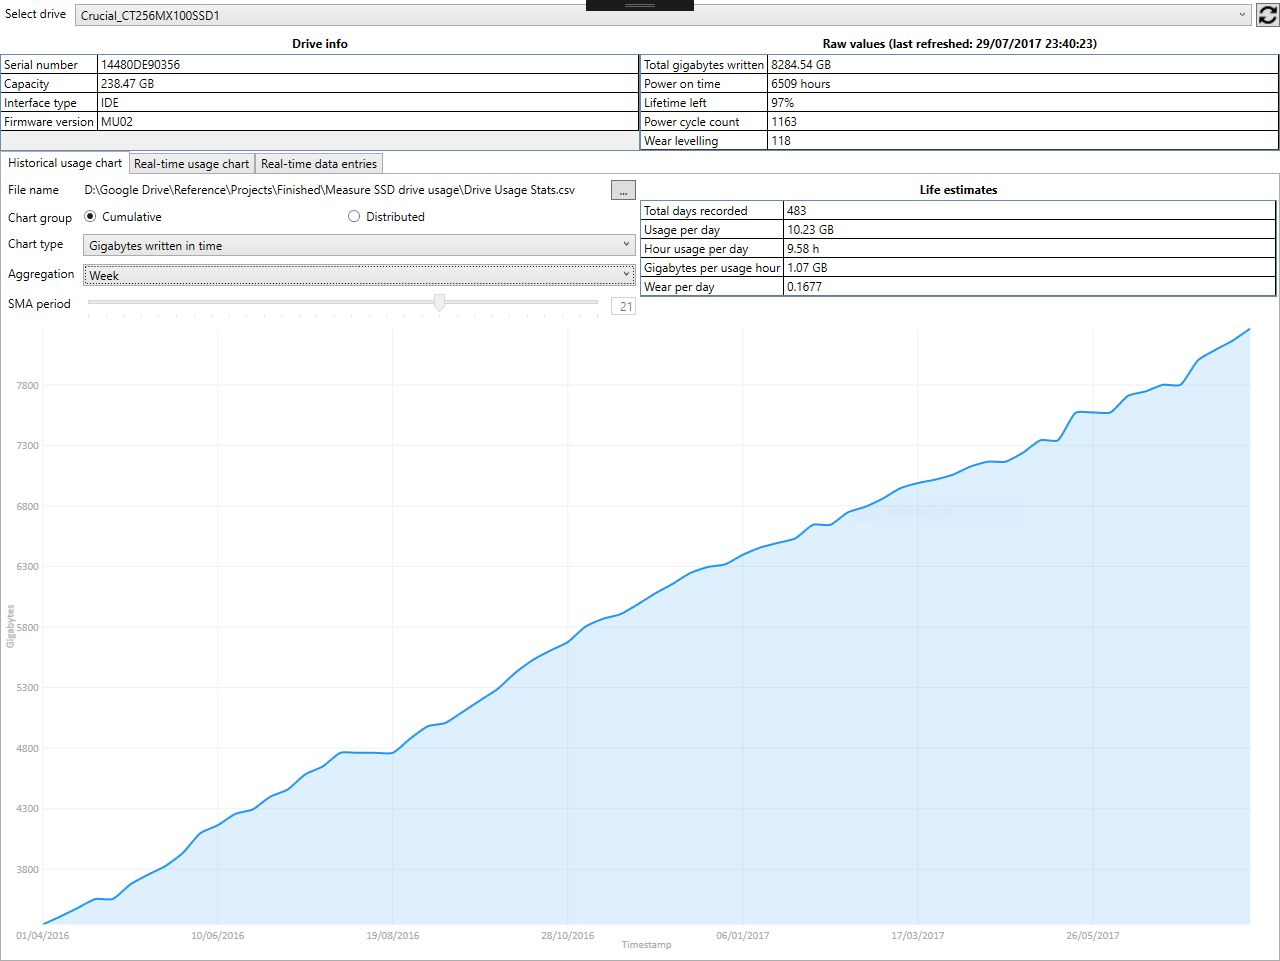 Select drive
Crucial_CT256MX100SSD1
Drive info
Serial number 14480DE90356
Capacity 238.47 GB
Interface type IDE
Firmware version MU02
Raw values (last refreshed: 29/07/2017 23:40:23)
Total gigabytes written 8284.54 GB
Power on time 6509 hours
Lifetime left 97%
Power cycle count 1163
Wear levelling 118
Historical usage chart Real-time usage chart Real-time data entries
File name D:\Google Drive\Reference\Projects\Finished\Measure SSD drive usage\Drive Usage Stats.csv ...
Chart group Cumulative Distributed
Chart type Gigabytes written in time
Aggregation Week
SMA period 21
Life estimates
Total days recorded 483
Usage per day 10.23 GB
Hour usage per day 9.58 h
Gigabytes per usage hour 1.07 GB
Wear per day 0.1677
7800
7300
6800
Window Snip
6300
5800
Gigabytes
5300
4800
4300
3800
01/04/2016 10/06/2016 19/08/2016 28/10/2016 06/01/2017 17/03/2017 26/05/2017
Timestamp